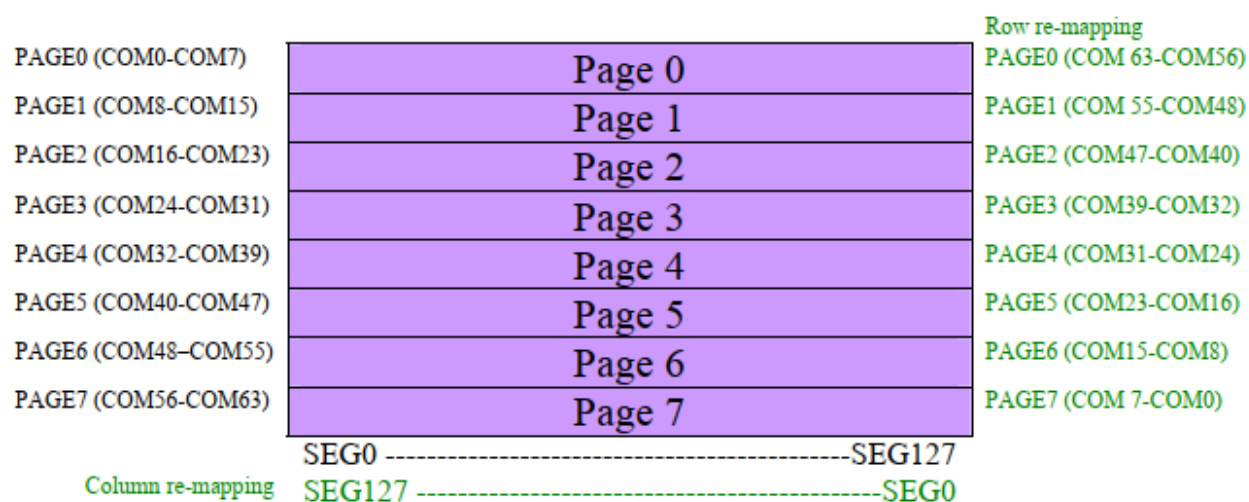 Row re-mapping
PAGE0 (COM0-COM7) Page 0 PAGE0 (COM 63-COM56)
PAGE1 (COM8-COM15) Page 1 PAGE1 (COM 55-COM48)
PAGE2 (COM16-COM23) Page 2 PAGE2 (COM47-COM40)
PAGE3 (COM24-COM31) Page 3 PAGE3 (COM39-COM32)
PAGE4 (COM32-COM39) Page 4 PAGE4 (COM31-COM24)
PAGE5 (COM40-COM47) Page 5 PAGE5 (COM23-COM16)
PAGE6 (COM48–COM55) Page 6 PAGE6 (COM15-COM8)
PAGE7 (COM56-COM63) Page 7 PAGE7 (COM 7-COM0)
SEG0 ---------------------------------------------SEG127
Column re-mapping SEG127 ---------------------------------------------SEG0